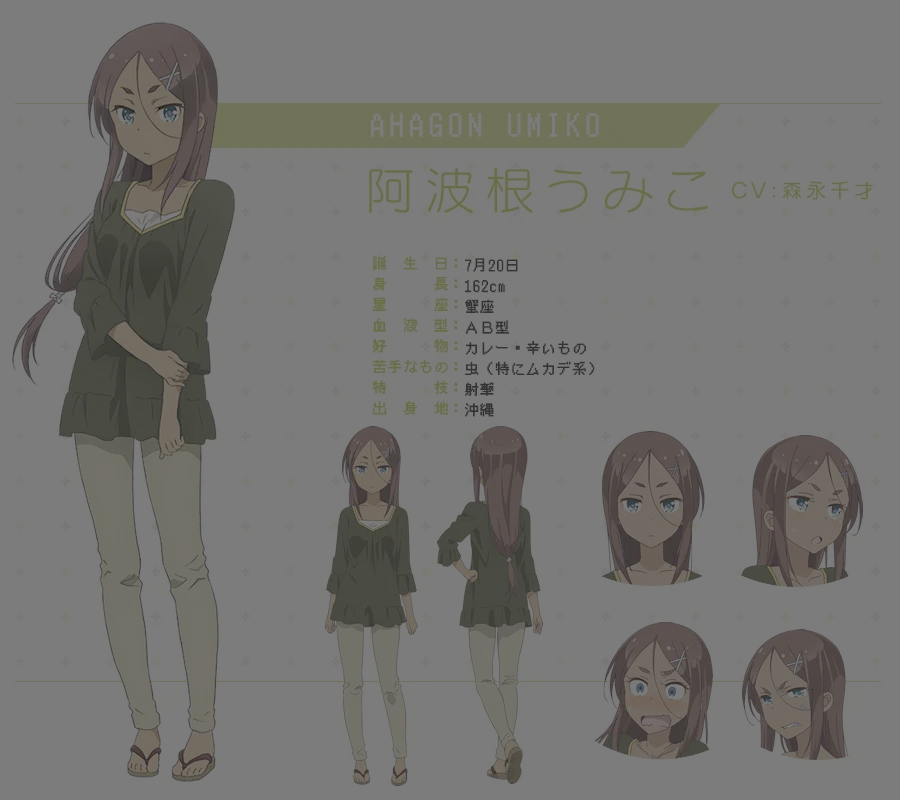 AHAGON UMIKO
阿波根うみこ CV:森永千才
誕生日:7月20日
身長:162cm
星座:蟹座
血液型:AB型
好物:カレー・辛いもの
苦手なもの:虫(特にムカデ系)
特技:射撃
出身地:沖縄